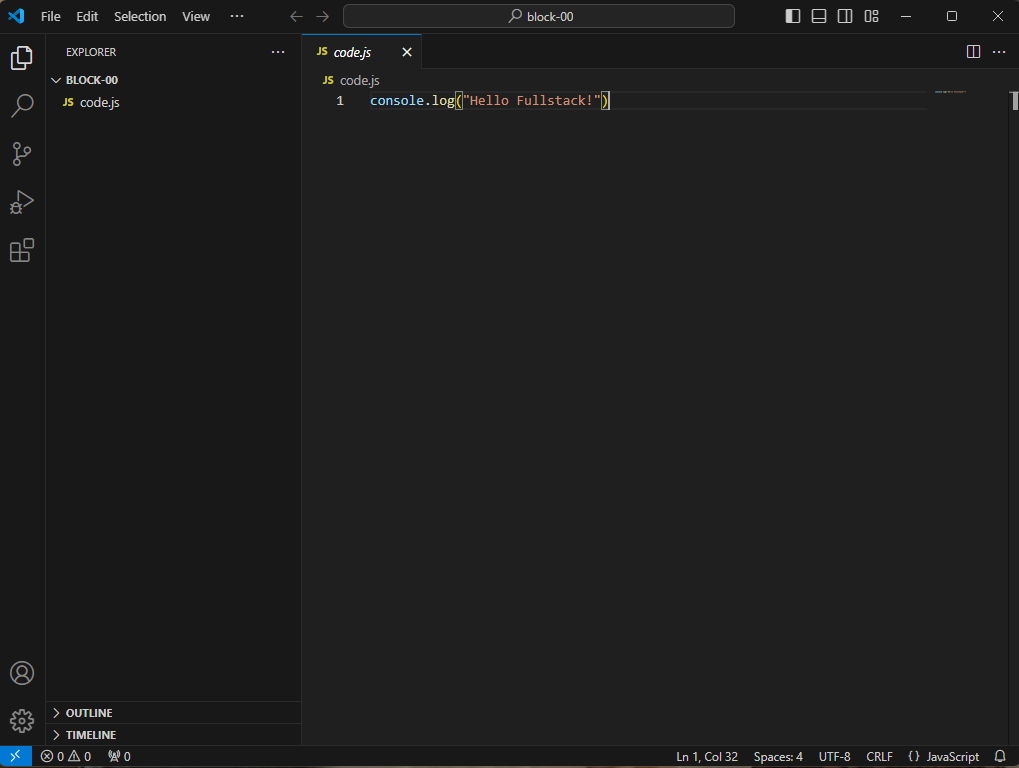 File Edit Selection View ··· block-00
EXPLORER ···
JS code.js
BLOCK-00
JS code.js
JS code.js
1 console.log("Hello Fullstack!")
OUTLINE
TIMELINE
0 0 0 Ln 1, Col 32 Spaces: 4 UTF-8 CRLF {} JavaScript